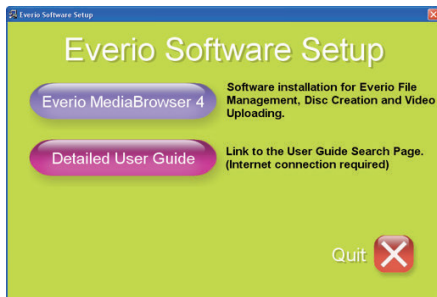 Everio Software Setup
Everio Software Setup
Everio MediaBrowser 4
Software installation for Everio File
Management, Disc Creation and Video
Uploading.
Detailed User Guide
Link to the User Guide Search Page.
(Internet connection required)
Quit